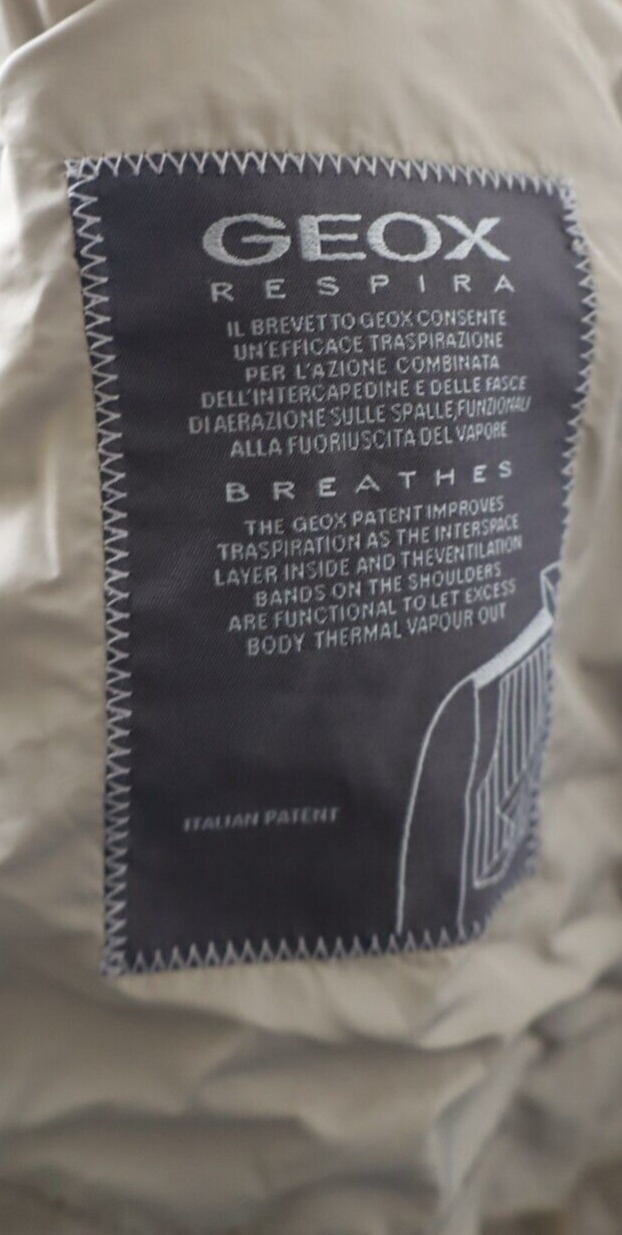 GEOX
RESPIRA
IL BREVETTO GEOX CONSENTE
UN'EFFICACE TRASPIRAZIONE
PER L'AZIONE COMBINATA
DELL'INTERCAPEDINE E DELLE FASCE
DI AERAZIONE SULLE SPALLE, FUNZIONALI
ALLA FUORIUSCITA DEL VAPORE
BREATHES
THE GEOX PATENT IMPROVES
TRASPIRATION AS THE INTERSPACE
LAYER INSIDE AND THEVENTILATION
BANDS ON THE SHOULDERS
ARE FUNCTIONAL TO LET EXCESS
BODY THERMAL VAPOUR OUT
ITALIAN PATENT